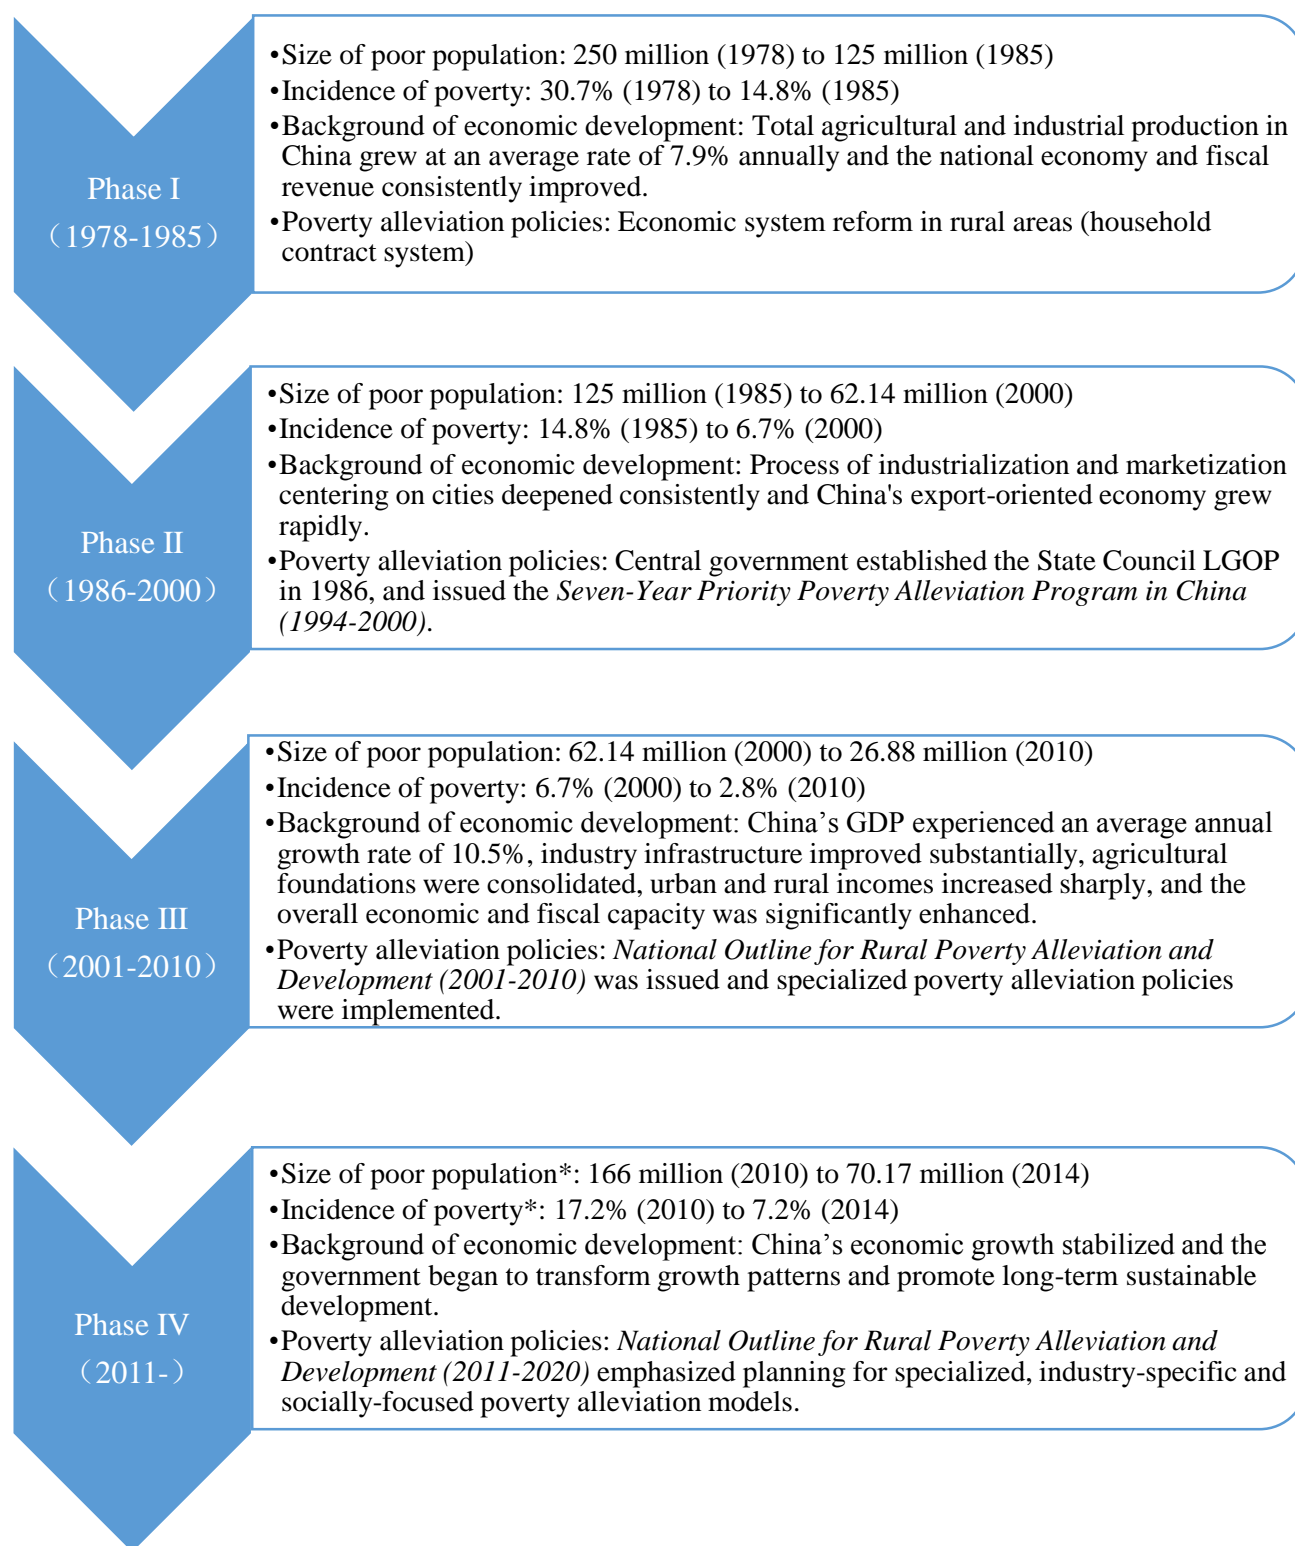 Phase I
（1978-1985）
•Size of poor population: 250 million (1978) to 125 million (1985)
•Incidence of poverty: 30.7% (1978) to 14.8% (1985)
•Background of economic development: Total agricultural and industrial production in
China grew at an average rate of 7.9% annually and the national economy and fiscal
revenue consistently improved.
•Poverty alleviation policies: Economic system reform in rural areas (household
contract system)
Phase II
（1986-2000）
•Size of poor population: 125 million (1985) to 62.14 million (2000)
•Incidence of poverty: 14.8% (1985) to 6.7% (2000)
•Background of economic development: Process of industrialization and marketization
centering on cities deepened consistently and China's export-oriented economy grew
rapidly.
•Poverty alleviation policies: Central government established the State Council LGOP
in 1986, and issued the Seven-Year Priority Poverty Alleviation Program in China
(1994-2000).
Phase III
（2001-2010）
•Size of poor population: 62.14 million (2000) to 26.88 million (2010)
•Incidence of poverty: 6.7% (2000) to 2.8% (2010)
•Background of economic development: China’s GDP experienced an average annual
growth rate of 10.5%, industry infrastructure improved substantially, agricultural
foundations were consolidated, urban and rural incomes increased sharply, and the
overall economic and fiscal capacity was significantly enhanced.
•Poverty alleviation policies: National Outline for Rural Poverty Alleviation and
Development (2001-2010) was issued and specialized poverty alleviation policies
were implemented.
Phase IV
（2011-）
•Size of poor population*: 166 million (2010) to 70.17 million (2014)
•Incidence of poverty*: 17.2% (2010) to 7.2% (2014)
•Background of economic development: China’s economic growth stabilized and the
government began to transform growth patterns and promote long-term sustainable
development.
•Poverty alleviation policies: National Outline for Rural Poverty Alleviation and
Development (2011-2020) emphasized planning for specialized, industry-specific and
socially-focused poverty alleviation models.